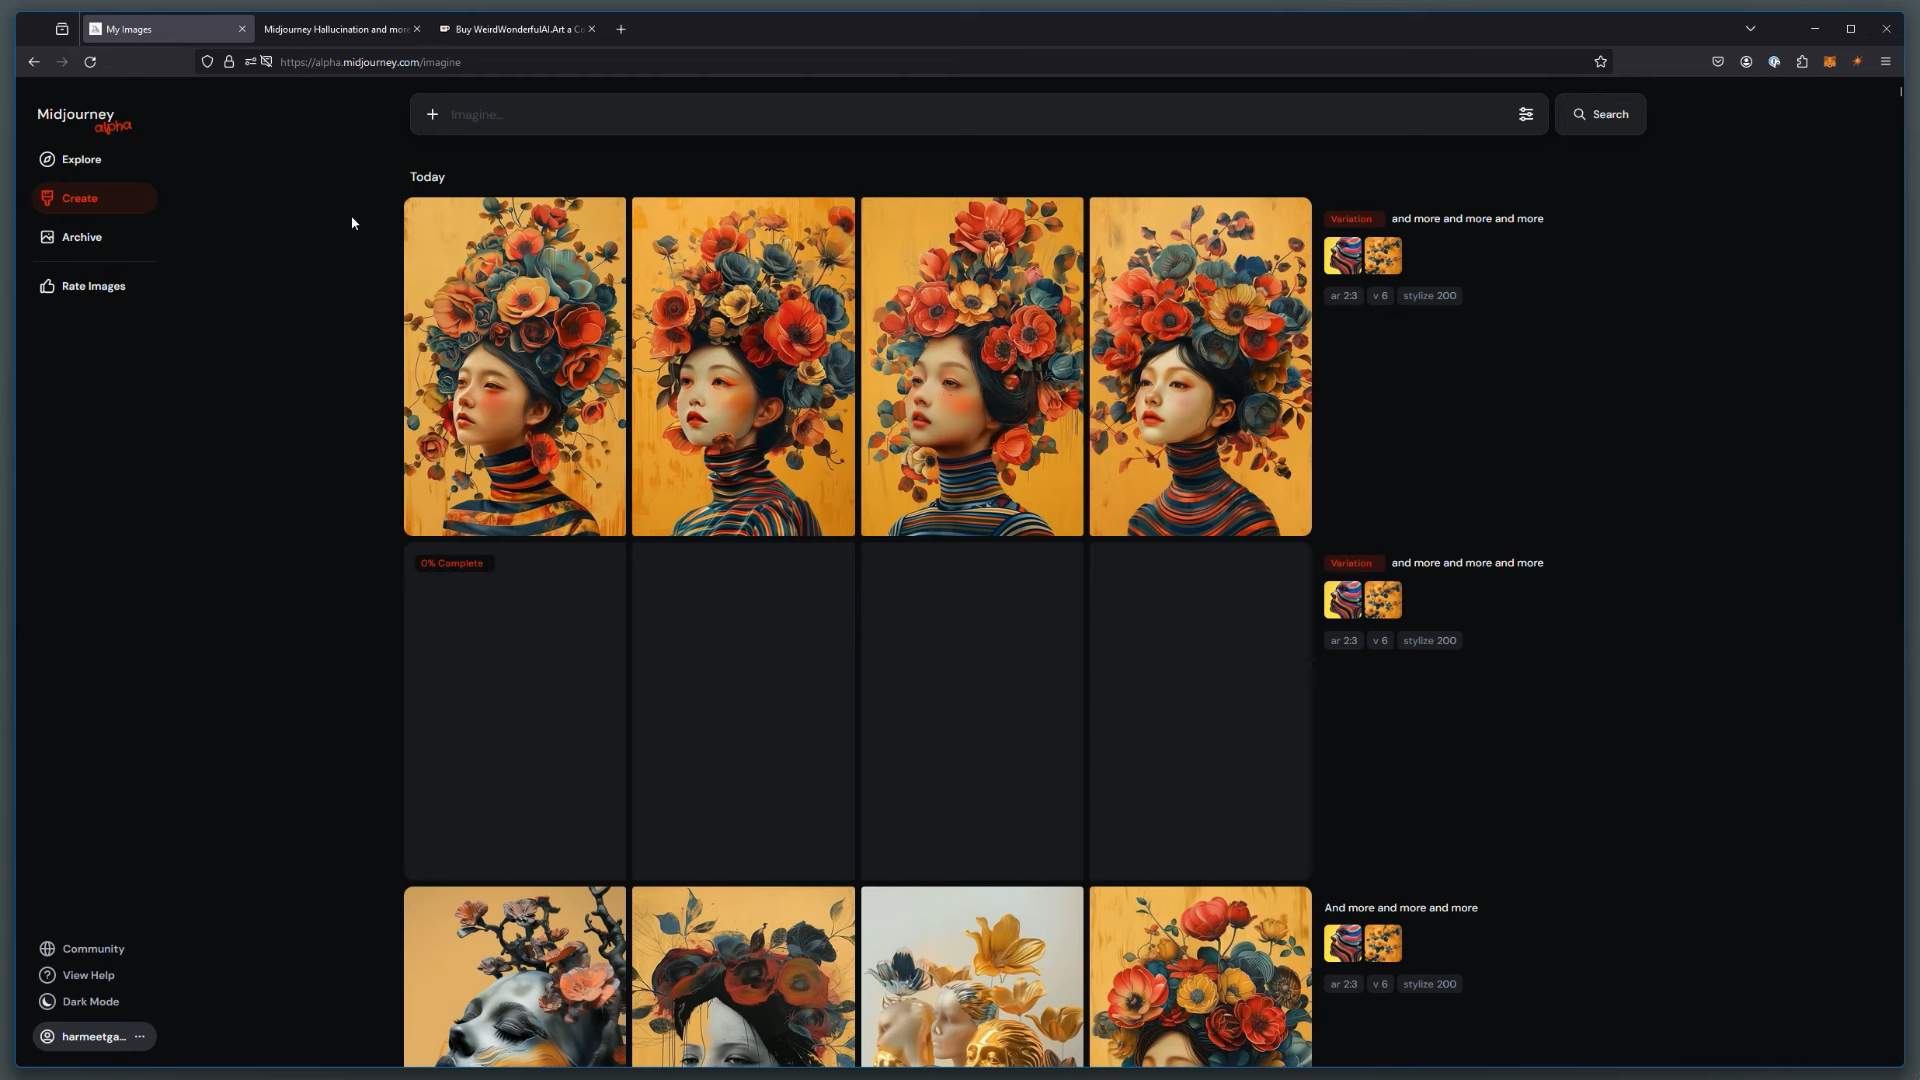 My Images
Midjourney Hallucination and more
Buy WeirdWonderfulAI.Art a Co
https://alpha.midjourney.com/imagine
Midjourney
alpha
Imagine...
Search
Explore
Create
Archive
Rate Images
Today
Variation and more and more and more
ar 2:3 v 6 stylize 200
0% Complete
Variation and more and more and more
ar 2:3 v 6 stylize 200
And more and more and more
ar 2:3 v 6 stylize 200
Community
View Help
Dark Mode
harmeetga... ...